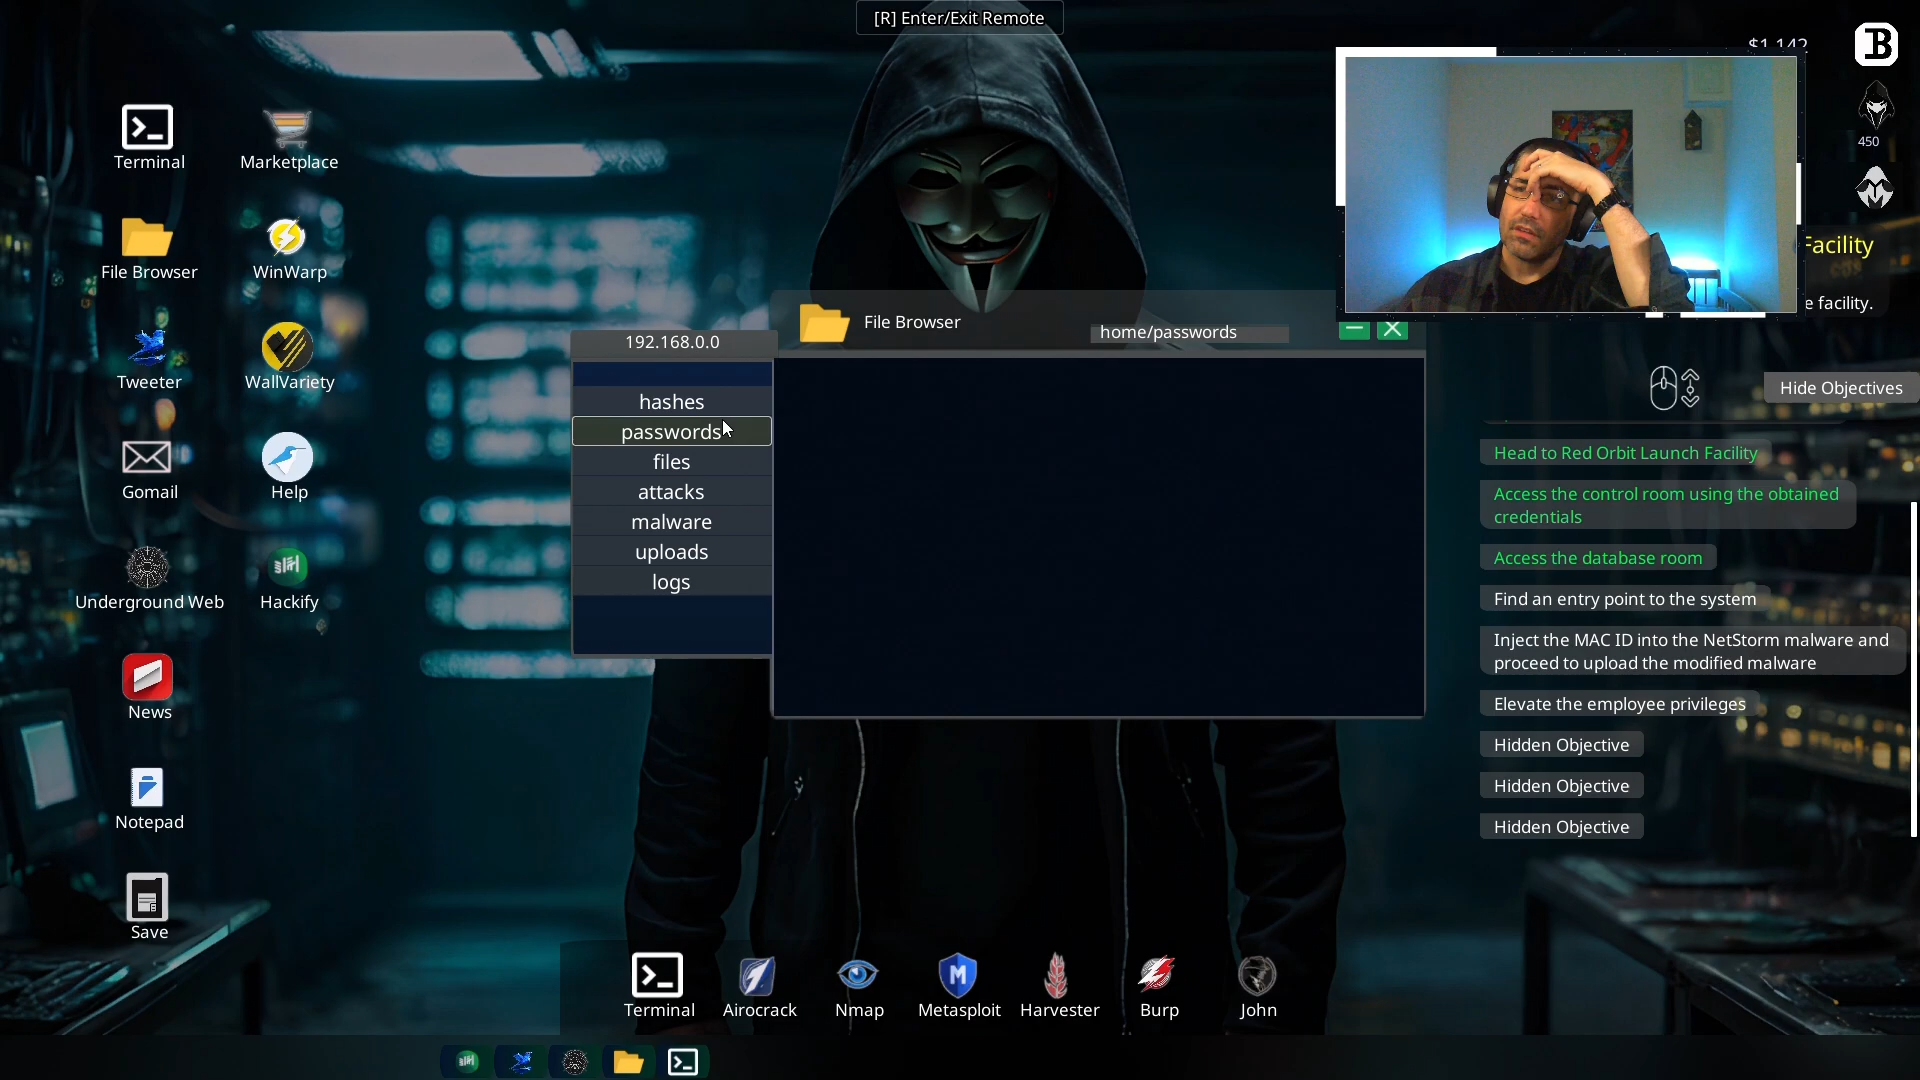 [R] Enter/Exit Remote
$1,142
Terminal
Marketplace
450
File Browser
WinWarp
Facility
e facility.
File Browser
home/passwords
192.168.0.0
Tweeter
WallVariety
Hide Objectives
hashes
passwords
files
attacks
malware
uploads
logs
Head to Red Orbit Launch Facility
Access the control room using the obtained
credentials
Access the database room
Find an entry point to the system
Inject the MAC ID into the NetStorm malware and
proceed to upload the modified malware
Elevate the employee privileges
Hidden Objective
Hidden Objective
Hidden Objective
Gomail
Help
Underground Web
Hackify
News
Notepad
Save
Terminal
Airocrack
Nmap
Metasploit
Harvester
Burp
John